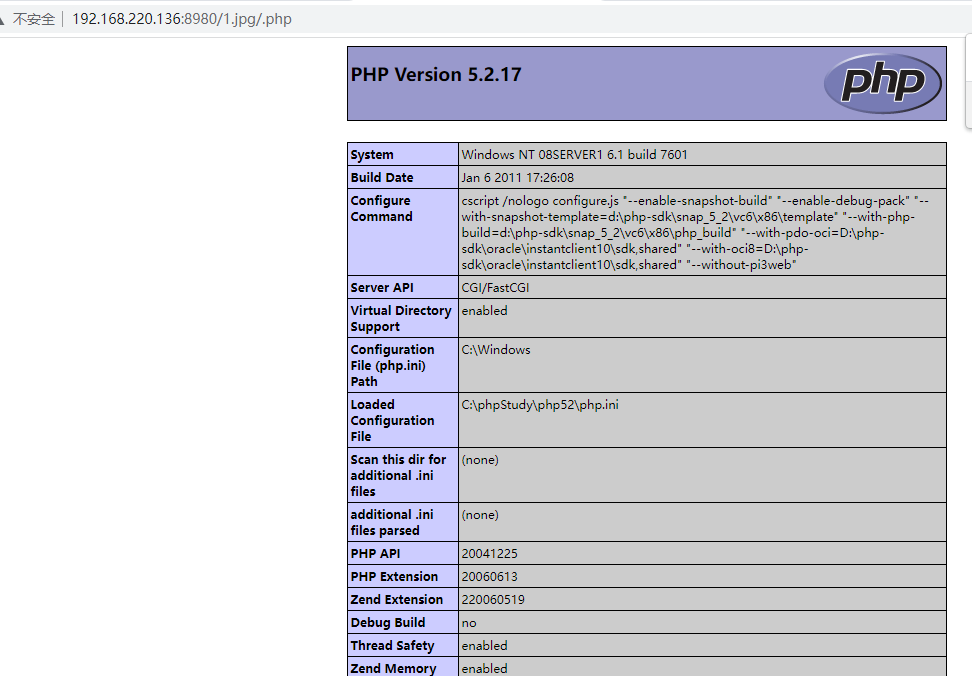 不安全 | 192.168.220.136:8980/1.jpg/.php
PHP Version 5.2.17
php
System Windows NT 08SERVER1 6.1 build 7601
Build Date Jan 6 2011 17:26:08
Configure Command cscript /nologo configure.js "--enable-snapshot-build" "--enable-debug-pack" "--
with-snapshot-template=d:\php-sdk\snap_5_2\vc6\x86\template" "--with-php-
build=d:\php-sdk\snap_5_2\vc6\x86\php_build" "--with-pdo-oci=D:\php-
sdk\oracle\instantclient10\sdk,shared" "--with-oci8=D:\php-
sdk\oracle\instantclient10\sdk,shared" "--without-pi3web"
Server API CGI/FastCGI
Virtual Directory
Support enabled
Configuration
File (php.ini)
Path C:\Windows
Loaded
Configuration
File C:\phpStudy\php52\php.ini
Scan this dir for
additional .ini
files (none)
additional .ini
files parsed (none)
PHP API 20041225
PHP Extension 20060613
Zend Extension 220060519
Debug Build no
Thread Safety enabled
Zend Memory enabled